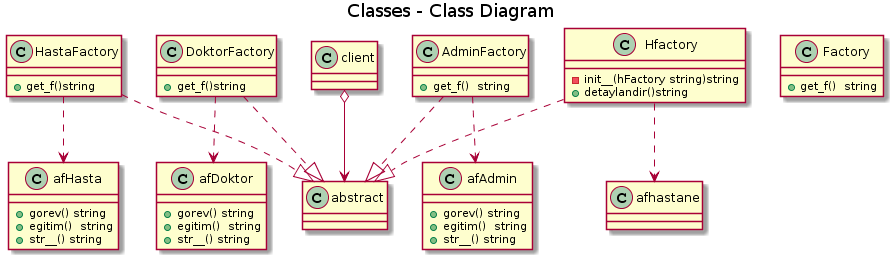 Classes - Class Diagram
C HastaFactory
get_f()string
C DoktorFactory
get_f()string
C client
C AdminFactory
get_f() string
C Hfactory
init__(hFactory string)string
detaylandir()string
C Factory
get_f() string
C afHasta
gorev() string
egitim() string
str__() string
C afDoktor
gorev() string
egitim() string
str__() string
C abstract
C afAdmin
gorev() string
egitim() string
str__() string
C afhastane